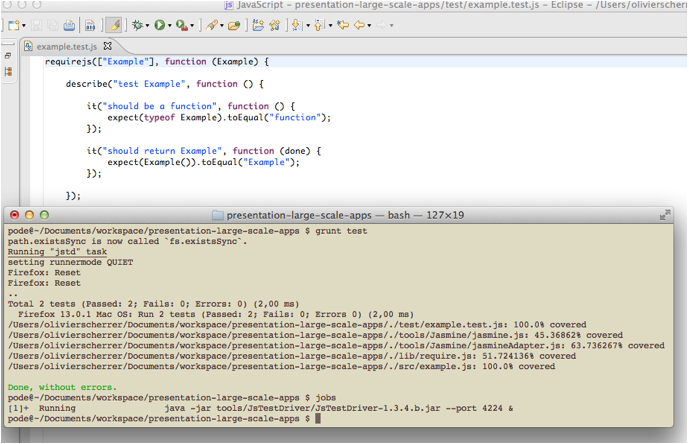 JavaScript - presentation-large-scale-apps/test/example.test.js - Eclipse - /Users/olivierscherrer
example.test.js
requirejs(["Example"], function (Example) {
describe("test Example", function () {
it("should be a function", function () {
expect(typeof Example).toEqual("function");
});
it("should return Example", function (done) {
expect(Example()).toEqual("Example");
});
});
presentation-large-scale-apps — bash — 127×19
pode@~/Documents/workspace/presentation-large-scale-apps $ grunt test
path.existsSync is now called `fs.existsSync`.
Running "jstd" task
setting runnermode QUIET
Firefox: Reset
Firefox: Reset
..
Total 2 tests (Passed: 2; Fails: 0; Errors: 0) (2,00 ms)
Firefox 13.0.1 Mac OS: Run 2 tests (Passed: 2; Fails: 0; Errors 0) (2,00 ms)
/Users/olivierscherrer/Documents/workspace/presentation-large-scale-apps/./test/example.test.js: 100.0% covered
/Users/olivierscherrer/Documents/workspace/presentation-large-scale-apps/./tools/Jasmine/jasmine.js: 45.36862% covered
/Users/olivierscherrer/Documents/workspace/presentation-large-scale-apps/./tools/Jasmine/jasmineAdapter.js: 63.736267% covered
/Users/olivierscherrer/Documents/workspace/presentation-large-scale-apps/./lib/require.js: 51.724136% covered
/Users/olivierscherrer/Documents/workspace/presentation-large-scale-apps/./src/example.js: 100.0% covered
Done, without errors.
pode@~/Documents/workspace/presentation-large-scale-apps $ jobs
[1]+  Running                 java -jar tools/JsTestDriver/JsTestDriver-1.3.4.b.jar --port 4224 &
pode@~/Documents/workspace/presentation-large-scale-apps $